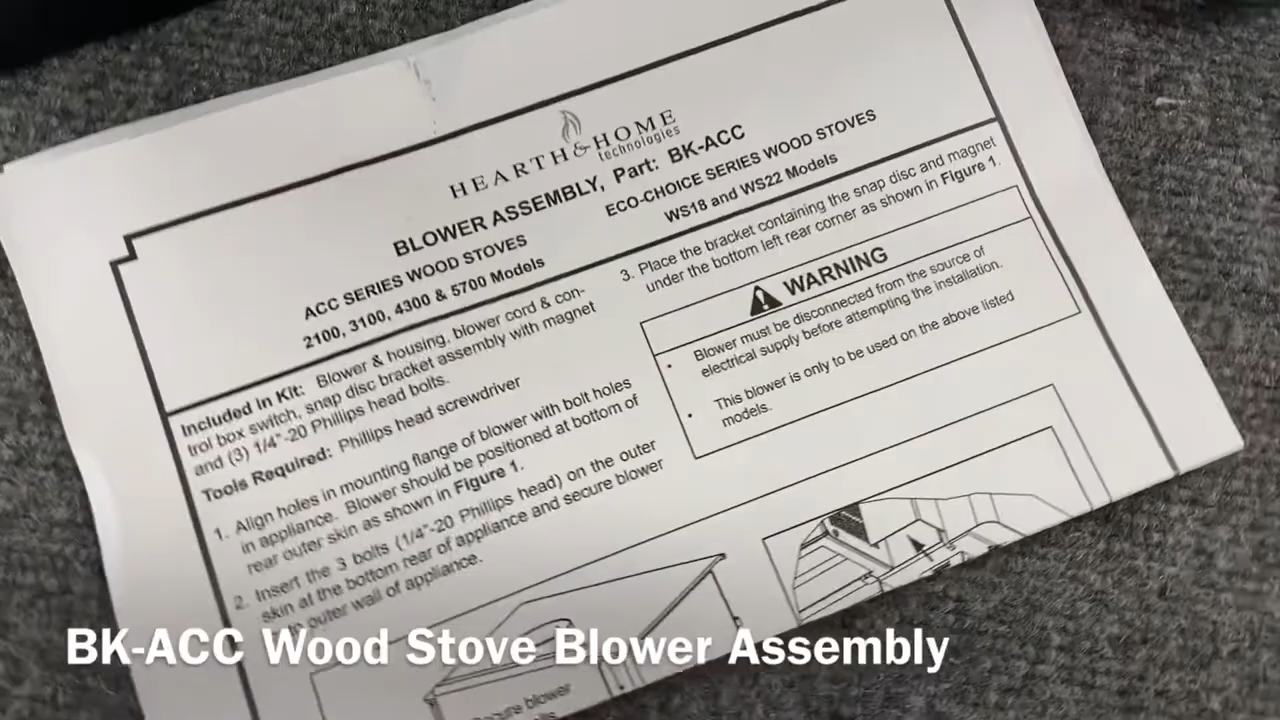 HEARTH & HOME
technologies
BLOWER ASSEMBLY, Part: BK-ACC
ACC SERIES WOOD STOVES
2100, 3100, 4300 & 5700 Models
ECO-CHOICE SERIES WOOD STOVES
WS18 and WS22 Models
Included in Kit: Blower & housing, blower cord & con-
trol box switch, snap disc bracket assembly with magnet
and (3) 1/4"-20 Phillips head bolts.
Tools Required: Phillips head screwdriver
1. Align holes in mounting flange of blower with bolt holes
in appliance. Blower should be positioned at bottom of
rear outer skin as shown in Figure 1.
2. Insert the 3 bolts (1/4"-20 Phillips head) on the outer
skin at the bottom rear of appliance and secure blower
to outer wall of appliance.
3. Place the bracket containing the snap disc and magnet
under the bottom left rear corner as shown in Figure 1.
WARNING
• Blower must be disconnected from the source of
electrical supply before attempting the installation.
• This blower is only to be used on the above listed
models.
Secure blower
BK-ACC Wood Stove Blower Assembly